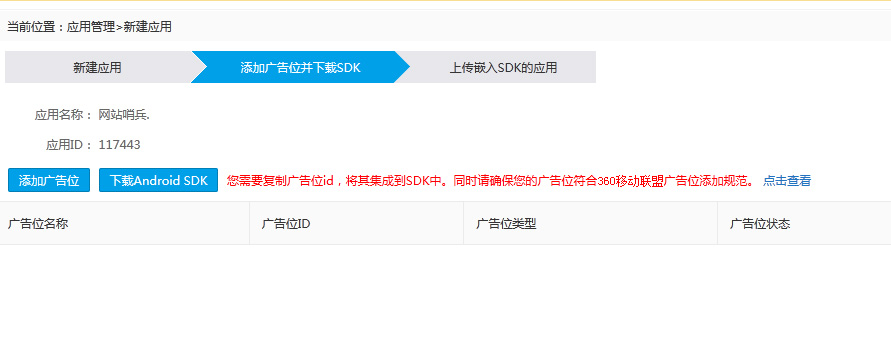 当前位置：应用管理>新建应用
新建应用 添加广告位并下载SDK 上传嵌入SDK的应用
应用名称： 网站哨兵.
应用ID： 117443
添加广告位 下载Android SDK 您需要复制广告位id，将其集成到SDK中。同时请确保您的广告位符合360移动联盟广告位添加规范。 点击查看
广告位名称 广告位ID 广告位类型 广告位状态